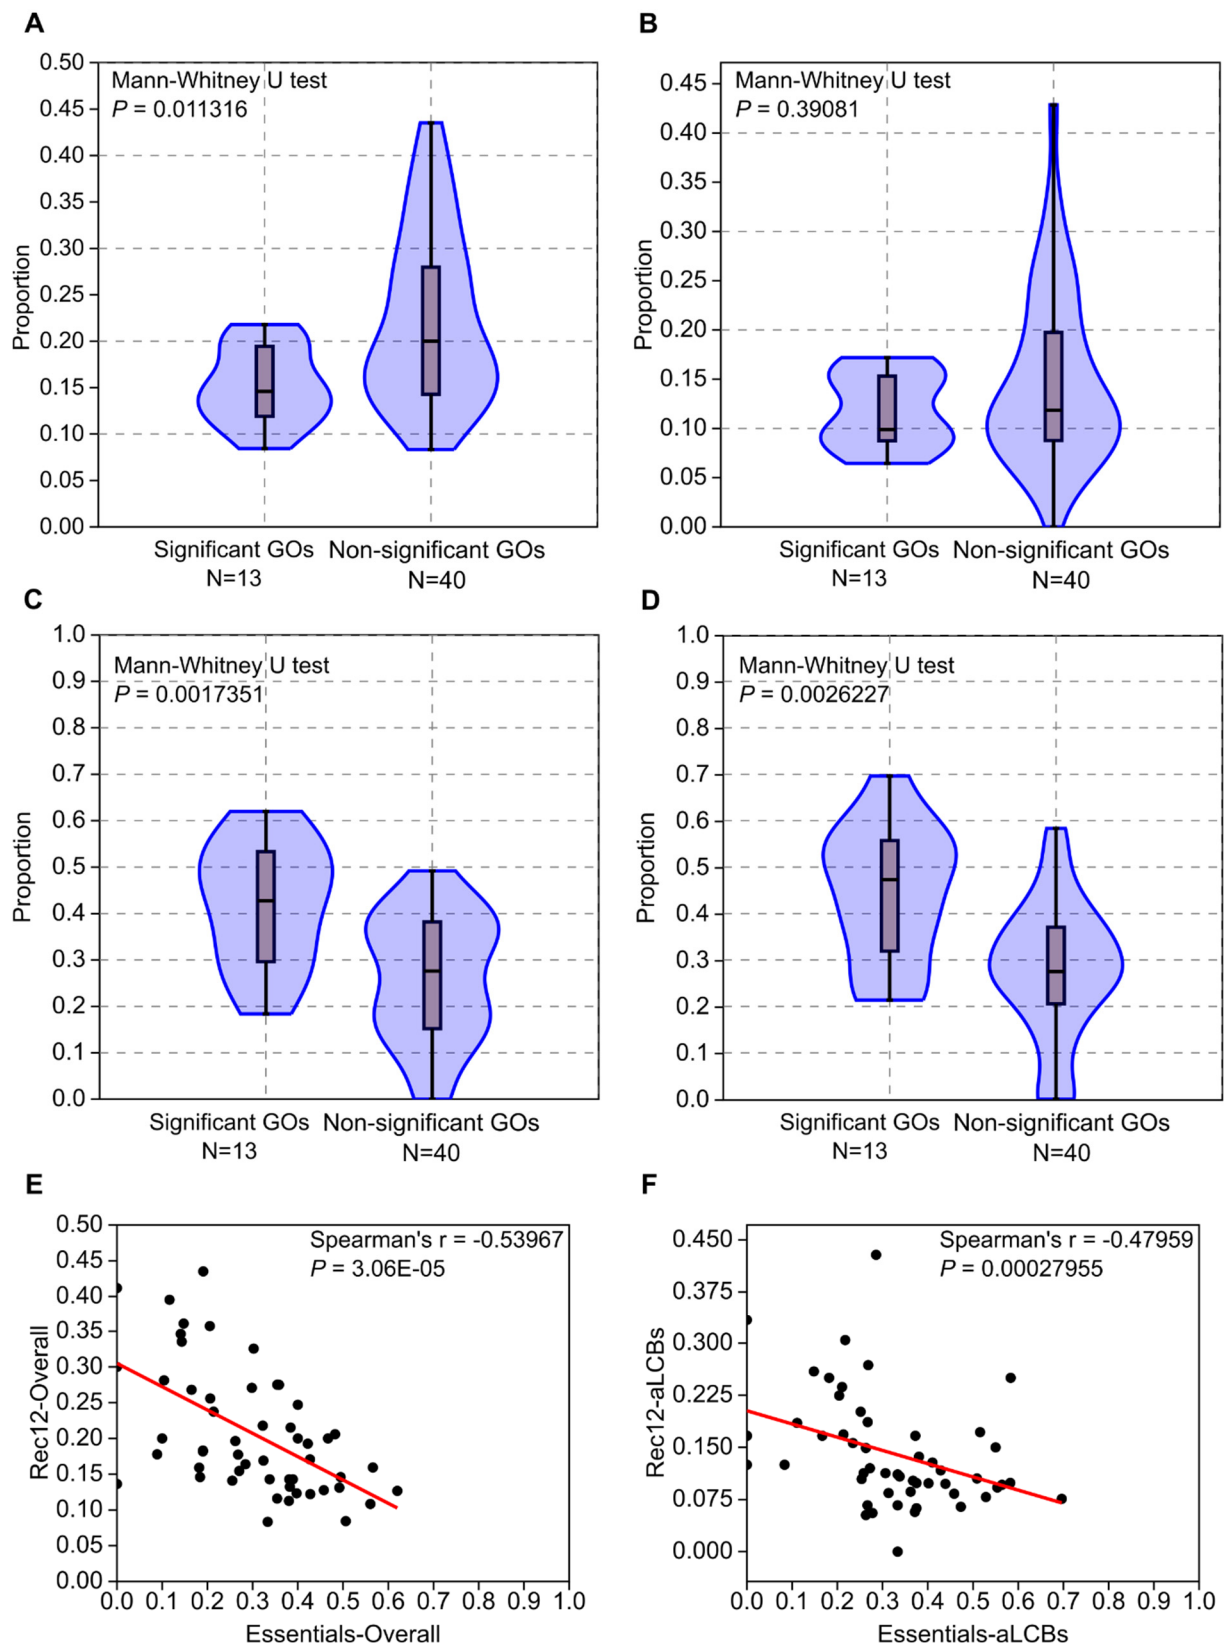 A
Mann-Whitney U test
P = 0.011316
0.50
0.45
0.40
0.35
0.30
0.25
0.20
0.15
0.10
0.05
0.00
Proportion
Significant GOs
N=13
Non-significant GOs
N=40
B
Mann-Whitney U test
P = 0.39081
0.45
0.40
0.35
0.30
0.25
0.20
0.15
0.10
0.05
0.00
Proportion
Significant GOs
N=13
Non-significant GOs
N=40
C
Mann-Whitney U test
P = 0.0017351
1.0
0.9
0.8
0.7
0.6
0.5
0.4
0.3
0.2
0.1
0.0
Proportion
Significant GOs
N=13
Non-significant GOs
N=40
D
Mann-Whitney U test
P = 0.0026227
1.0
0.9
0.8
0.7
0.6
0.5
0.4
0.3
0.2
0.1
0.0
Proportion
Significant GOs
N=13
Non-significant GOs
N=40
E
Spearman's r = -0.53967
P = 3.06E-05
0.50
0.45
0.40
0.35
0.30
0.25
0.20
0.15
0.10
0.05
0.00
Rec12-Overall
0.0 0.1 0.2 0.3 0.4 0.5 0.6 0.7 0.8 0.9 1.0
Essentials-Overall
F
Spearman's r = -0.47959
P = 0.00027955
0.450
0.375
0.300
0.225
0.150
0.075
0.000
Rec12-aLCBs
0.0 0.1 0.2 0.3 0.4 0.5 0.6 0.7 0.8 0.9 1.0
Essentials-aLCBs